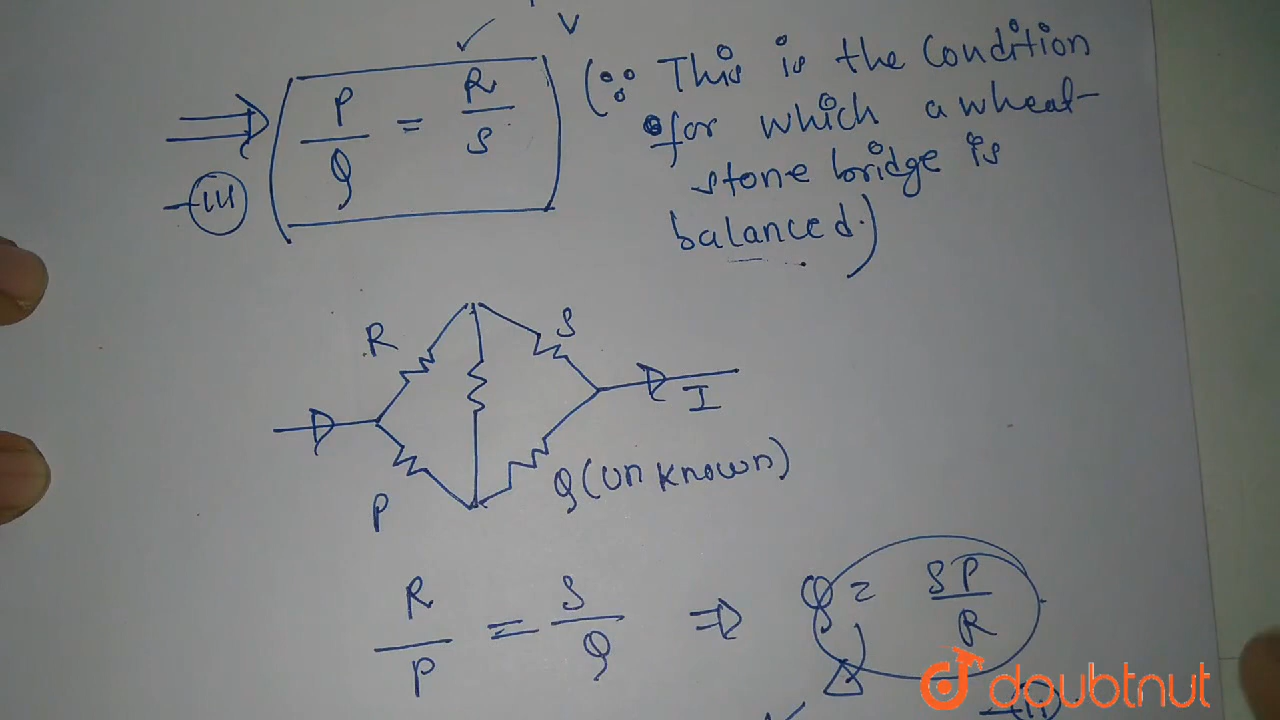 V
P/Q = R/S
(∵ This is the condition
for which a wheat-
stone bridge is
balanced.)
(III)
R
S
I
P
Q (unknown)
R/P = S/Q ⇒ Q = SP/R
doubtnut